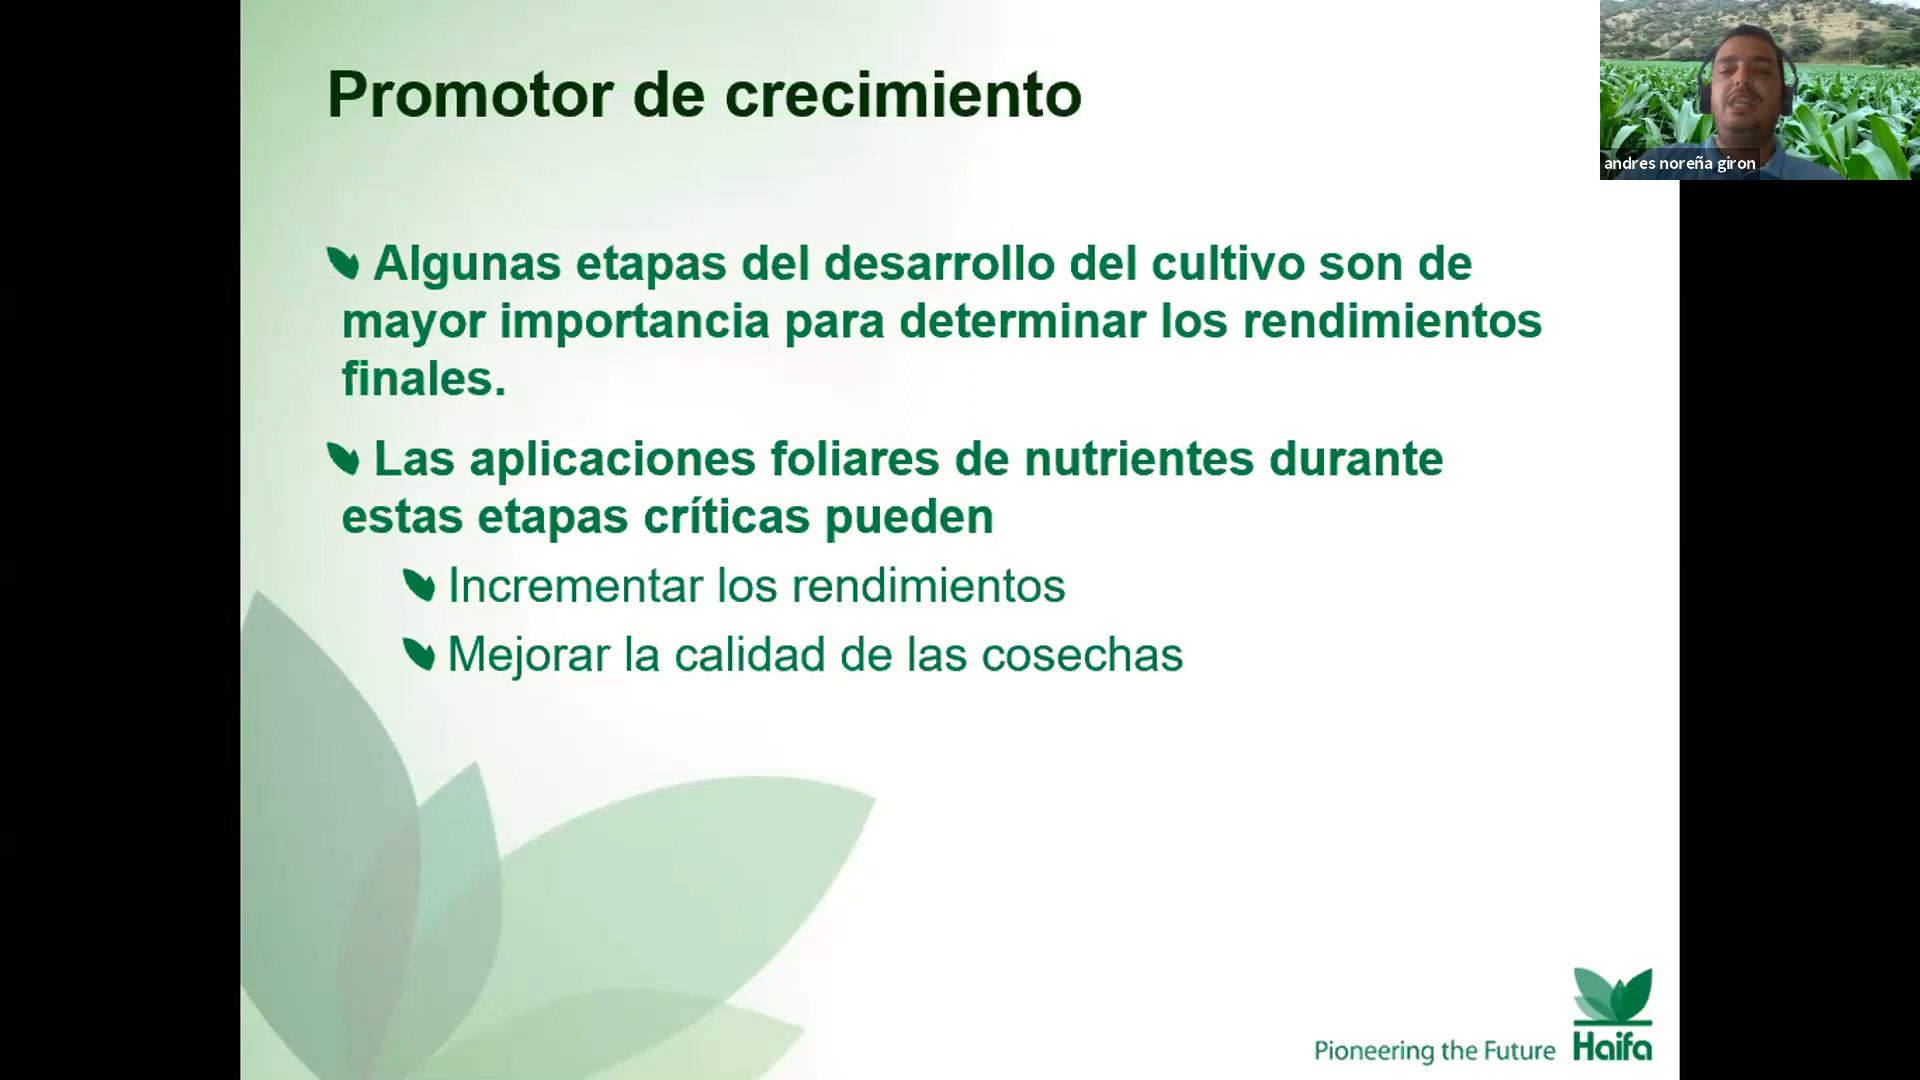 Promotor de crecimiento
andres noreña giron
Algunas etapas del desarrollo del cultivo son de
mayor importancia para determinar los rendimientos
finales.
Las aplicaciones foliares de nutrientes durante
estas etapas críticas pueden
Incrementar los rendimientos
Mejorar la calidad de las cosechas
Pioneering the Future
Haifa